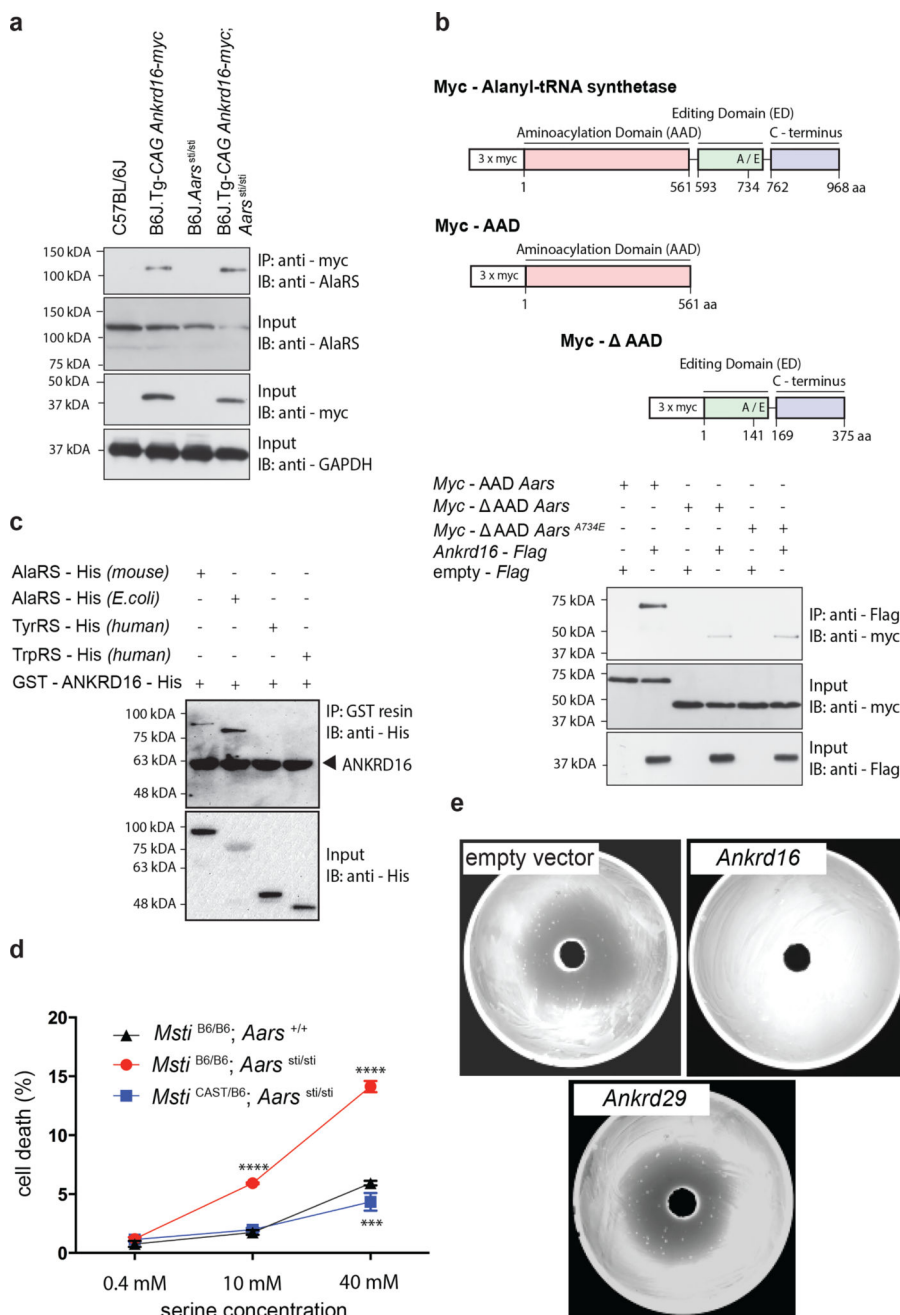 a
C57BL/6J
B6J.Tg-CAG Ankrd16-myc
B6J.Aars sti/sti
B6J.Tg-CAG Ankrd16-myc;
Aars sti/sti
150 kDA
100 kDA
IP: anti - myc
IB: anti - AlaRS
150 kDA
100 kDA
75 kDA
Input
IB: anti - AlaRS
50 kDA
37 kDA
Input
IB: anti - myc
37 kDA
Input
IB: anti - GAPDH
b
Myc - Alanyl-tRNA synthetase
Editing Domain (ED)
Aminoacylation Domain (AAD)
C - terminus
3 x myc
A / E
1 561 593 734 762 968 aa
Myc - AAD
Aminoacylation Domain (AAD)
3 x myc
1 561 aa
Myc - Δ AAD
Editing Domain (ED)
C - terminus
3 x myc A / E
1 141 169 375 aa
Myc - AAD Aars + + - - - -
Myc - Δ AAD Aars - - + + - -
Myc - Δ AAD Aars A734E - - - - + +
Ankrd16 - Flag - + - + - +
empty - Flag + - + - + -
75 kDA
50 kDA
37 kDA
IP: anti - Flag
IB: anti - myc
75 kDA
50 kDA
37 kDA
Input
IB: anti - myc
37 kDA
Input
IB: anti - Flag
c
AlaRS - His (mouse) + - - -
AlaRS - His (E.coli) - + - -
TyrRS - His (human) - - + -
TrpRS - His (human) - - - +
GST - ANKRD16 - His + + + +
100 kDA
75 kDA
63 kDA
48 kDA
IP: GST resin
IB: anti - His
ANKRD16
100 kDA
75 kDA
63 kDA
48 kDA
Input
IB: anti - His
d
20
15
10
5
0
cell death (%)
Msti B6/B6; Aars +/+
Msti B6/B6; Aars sti/sti
Msti CAST/B6; Aars sti/sti
****
****
***
0.4 mM 10 mM 40 mM
serine concentration
e
empty vector
Ankrd16
Ankrd29